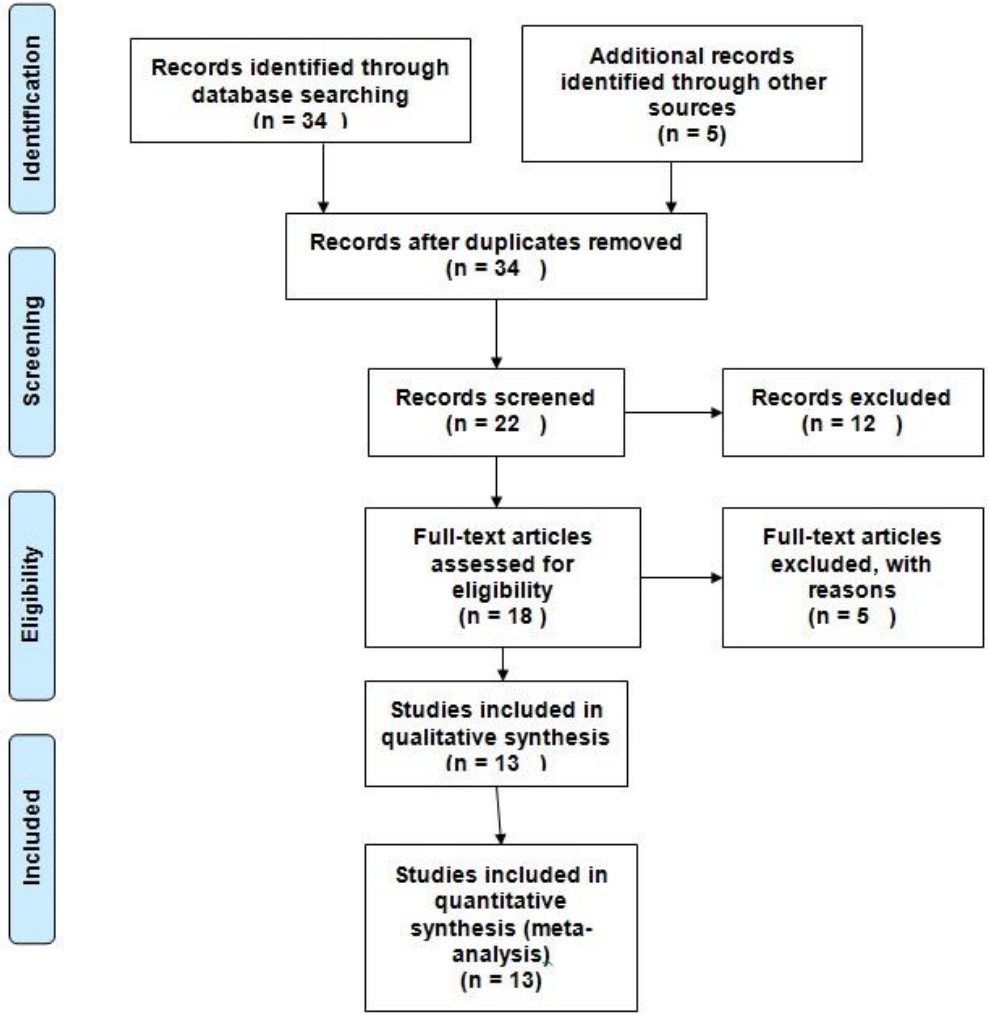 Identification
Records identified through
database searching
(n = 34 )
Additional records
identified through other
sources
(n = 5)
Records after duplicates removed
(n = 34 )
Screening
Records screened
(n = 22 )
Records excluded
(n = 12 )
Eligibility
Full-text articles
assessed for
eligibility
(n = 18 )
Full-text articles
excluded, with
reasons
(n = 5 )
Studies included in
qualitative synthesis
(n = 13 )
Included
Studies included in
quantitative
synthesis (meta-
analysis)
(n = 13)